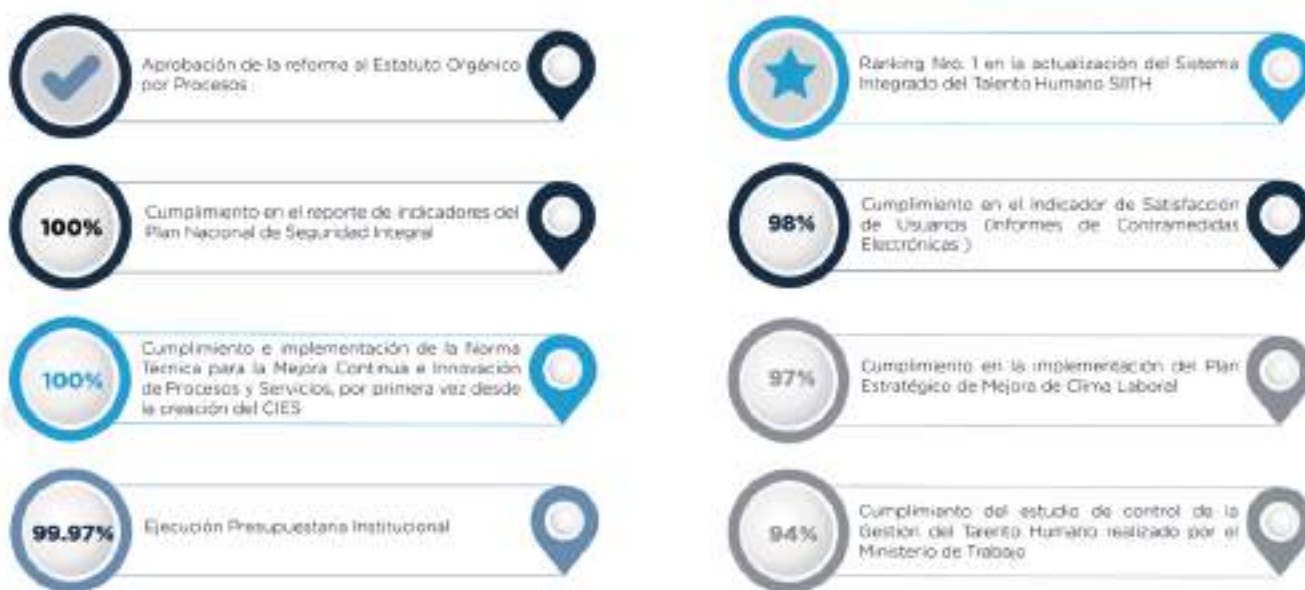 Aprobación de la reforma al Estatuto Orgánico
por Procesos
100%
Cumplimiento en el reporte de indicadores del
Plan Nacional de Seguridad Integral
100%
Cumplimiento e implementación de la Norma
Técnica para la Mejora Continua e Innovación
de Procesos y Servicios, por primera vez desde
la creación del CIES
99.97%
Ejecución Presupuestaria Institucional
Ranking Nro. 1 en la actualización del Sistema
Integrado del Talento Humano SIITH
98%
Cumplimiento en el Indicador de Satisfacción
de Usuarios (Informes de Contramedidas
Electrónicas )
97%
Cumplimiento en la implementación del Plan
Estratégico de Mejora de Clima Laboral
94%
Cumplimiento del estudio de control de la
Gestión del Talento Humano realizado por el
Ministerio de Trabajo